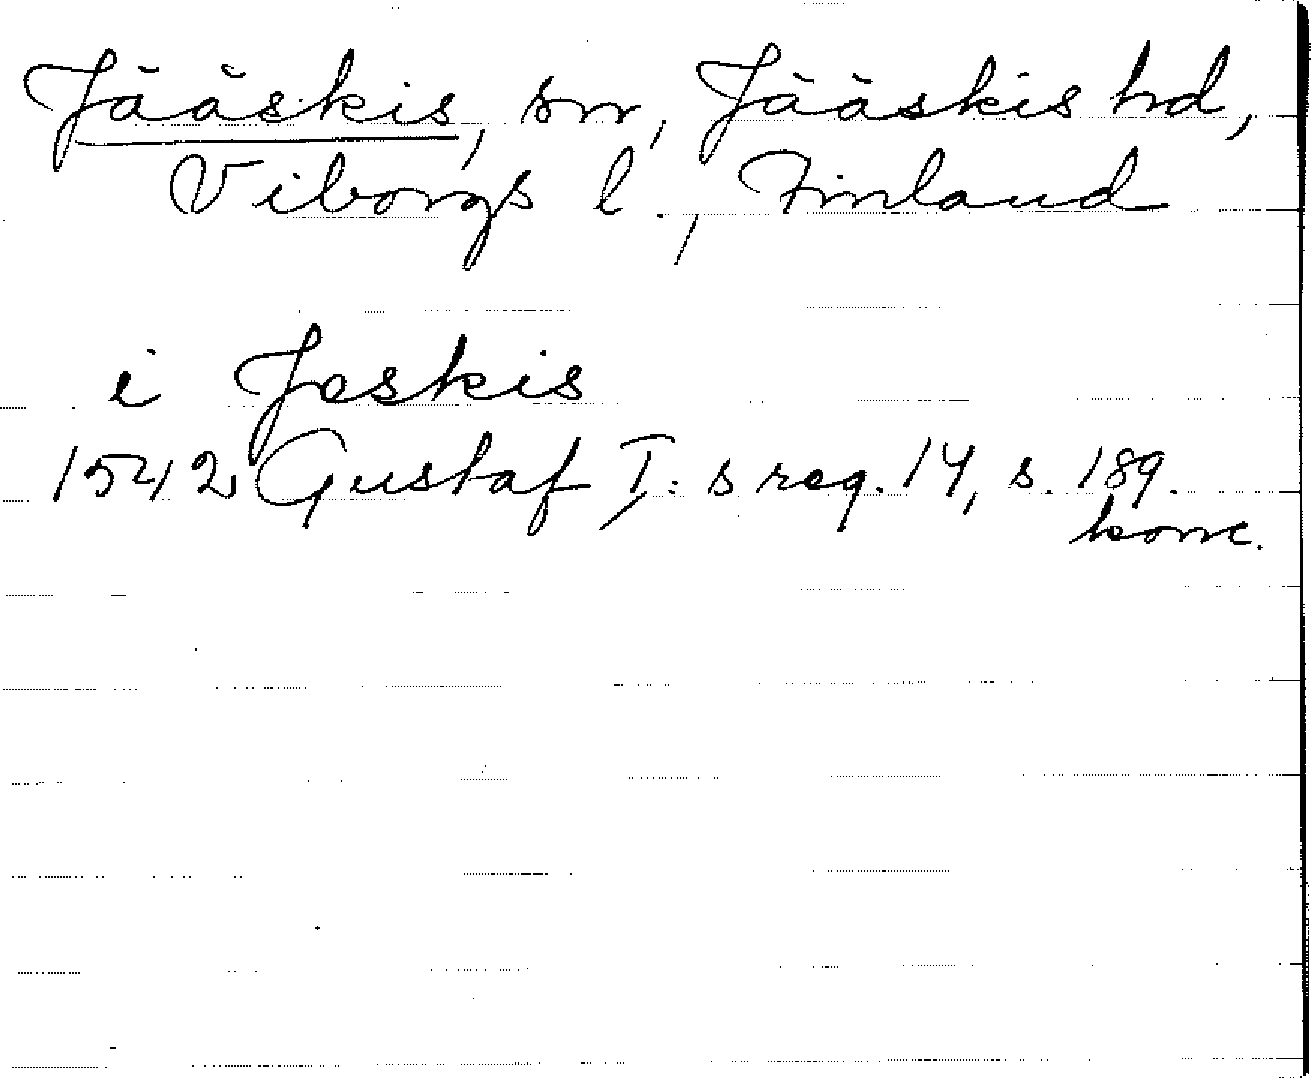 Jääskis, sn, Jääskis hd,
Viborgs l., Finland
i Jeskis
1542 Gustaf I:s reg. 14, s. 189.
konc.